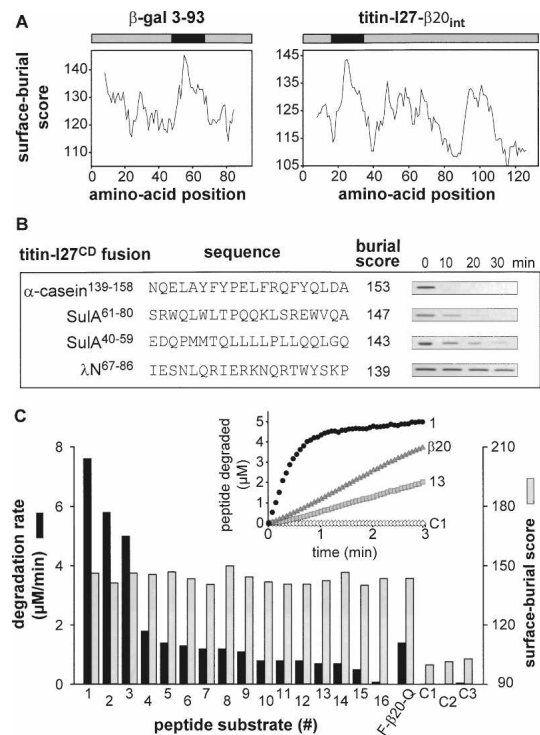 A
β-gal 3-93
titin-I27-β20int
surface-burial score
140
130
120
110
0 20 40 60 80
amino-acid position
145
135
125
115
105
0 20 40 60 80 100 120
amino-acid position
B
titin-I27CD fusion sequence burial score 0 10 20 30 min
α-casein139-158 NQELAYFYPELFRQFYQLDA 153
SulA61-80 SRWQLWLTPQQKLSREWVQA 147
SulA40-59 EDQPMMTQLLLLPLLQQLGQ 143
λN67-86 IESNLQRIERKNQRTWYSKP 139
C
degradation rate (μM/min)
8
6
4
2
0
peptide degraded (μM)
5
4
3
2
1
0
0 1 2 3
time (min)
1
β20
13
C1
210
180
150
120
90
surface-burial score
1 2 3 4 5 6 7 8 9 10 11 12 13 14 15 16 F-β20-Q C1 C2 C3
peptide substrate (#)